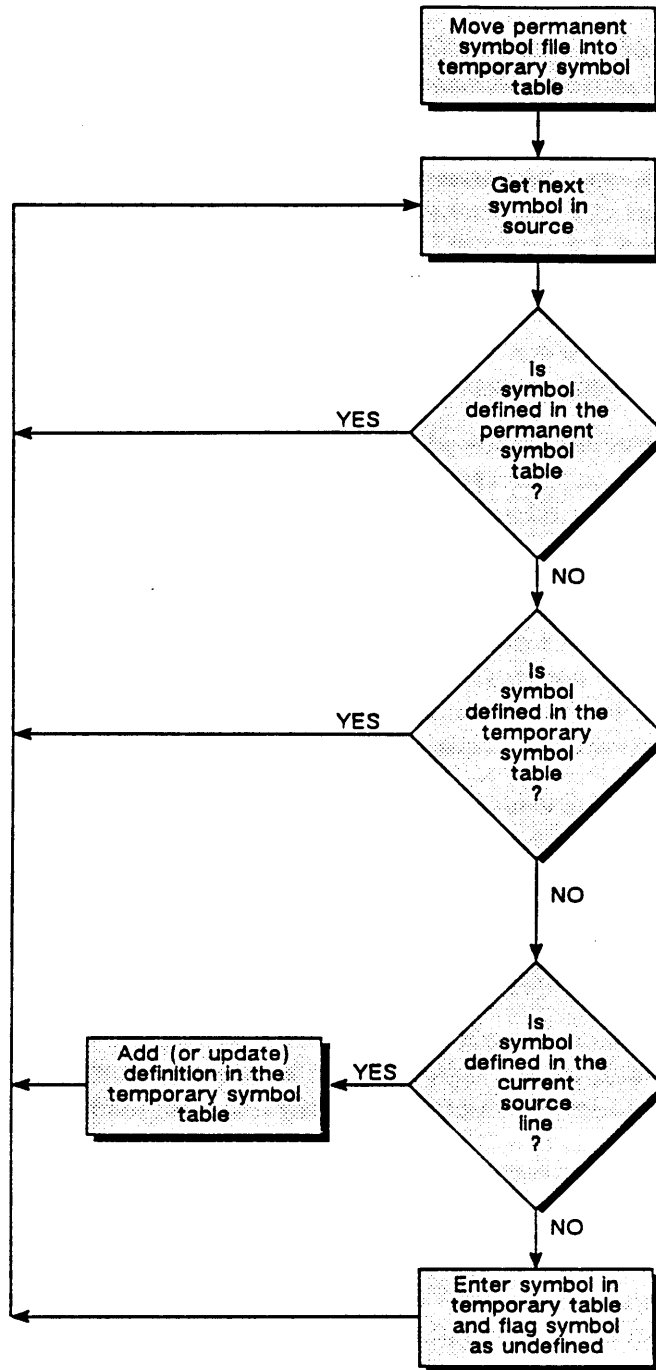 Move permanent
symbol file into
temporary symbol
table
Get next
symbol in
source
Is
symbol
defined in the
permanent
symbol
table
?
YES
NO
Is
symbol
defined in the
temporary
symbol
table
?
YES
NO
Is
symbol
defined in the
current
source
line
?
YES
Add (or update)
definition in the
temporary symbol
table
NO
Enter symbol in
temporary table
and flag symbol
as undefined